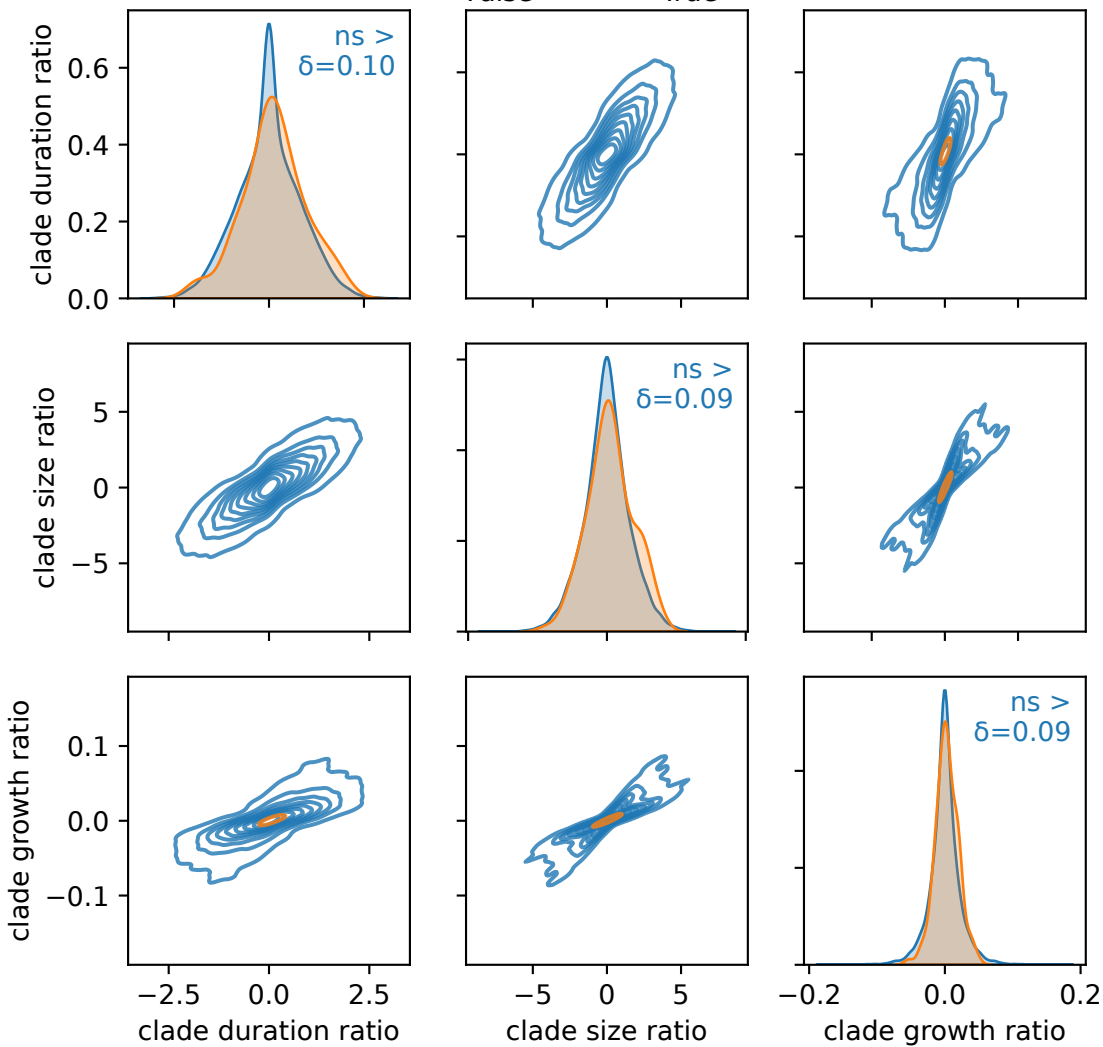 clade duration ratio
0.6
0.4
0.2
0.0
ns >
δ=0.10
clade size ratio
5
0
−5
ns >
δ=0.09
clade growth ratio
0.1
0.0
−0.1
ns >
δ=0.09
−2.5 0.0 2.5
−5 0 5
−0.2 0.0 0.2
clade duration ratio
clade size ratio
clade growth ratio